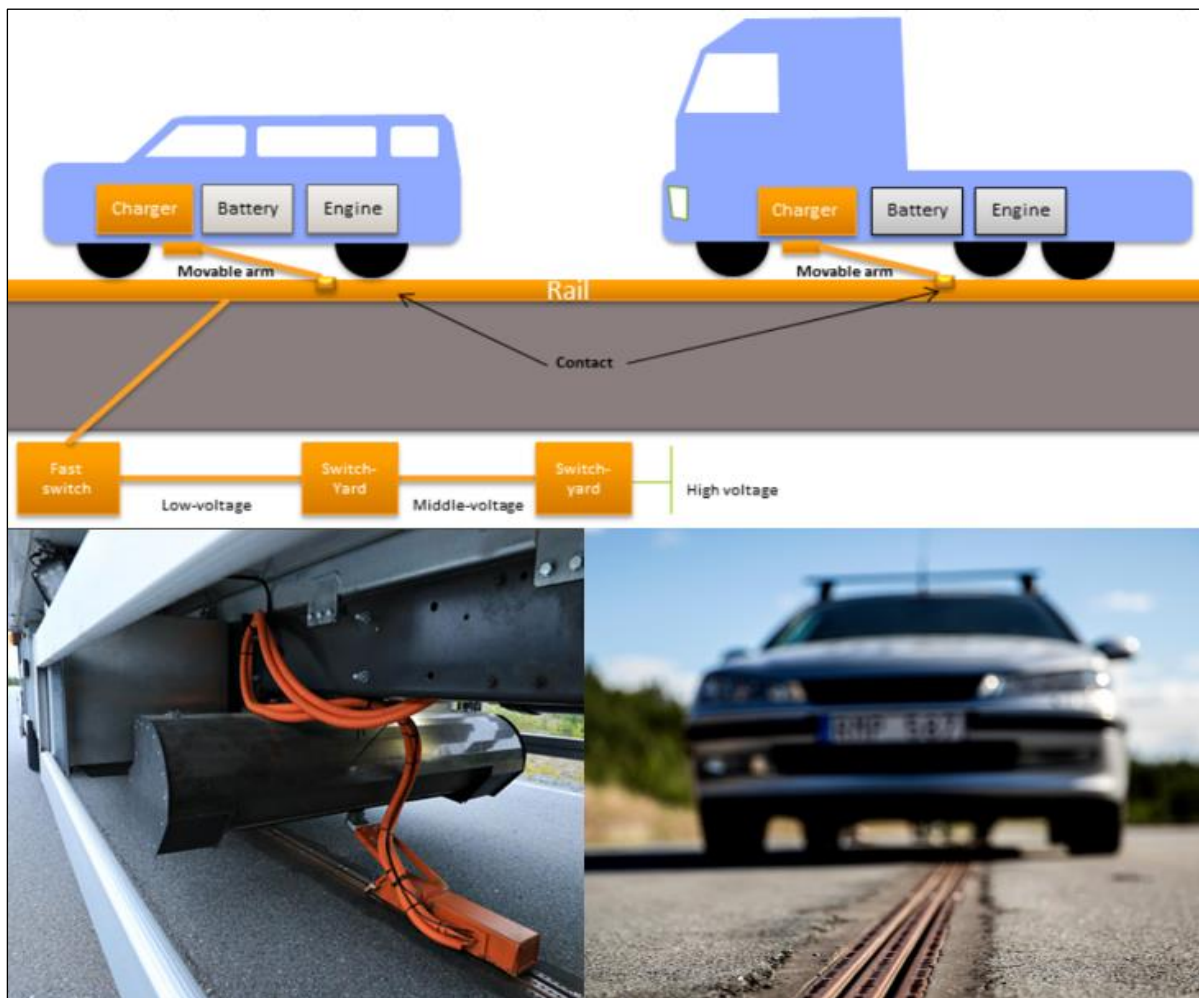 Charger
Battery
Engine
Charger
Battery
Engine
Movable arm
Movable arm
Rail
Contact
Fast
switch
Switch-
Yard
Switch-
yard
Low-voltage
Middle-voltage
High voltage